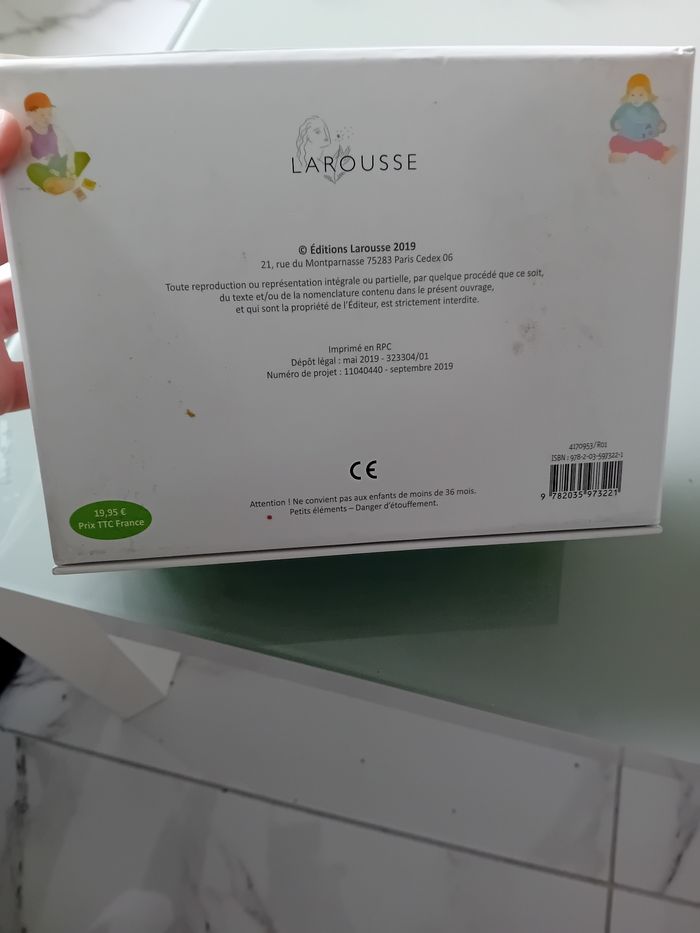 LAROUSSE
© Éditions Larousse 2019
21, rue du Montparnasse 75283 Paris Cedex 06
Toute reproduction ou représentation intégrale ou partielle, par quelque procédé que ce soit,
du texte et/ou de la nomenclature contenu dans le présent ouvrage,
et qui sont la propriété de l'Éditeur, est strictement interdite.
Imprimé en RPC
Dépôt légal : mai 2019 - 323304/01
Numéro de projet : 11040440 - septembre 2019
CE
Attention ! Ne convient pas aux enfants de moins de 36 mois.
Petits éléments – Danger d'étouffement.
19,95 €
Prix TTC France
4170953/R01
ISBN : 978-2-03-597322-1
9 782035 973221